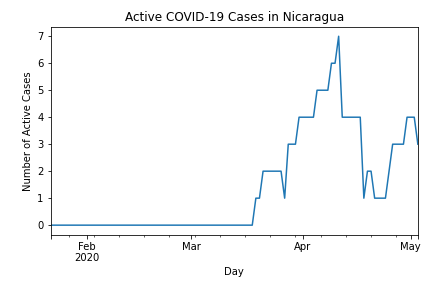 Active COVID-19 Cases in Nicaragua
7
6
5
4
3
2
1
0
Number of Active Cases
Feb
2020
Mar
Apr
May
Day